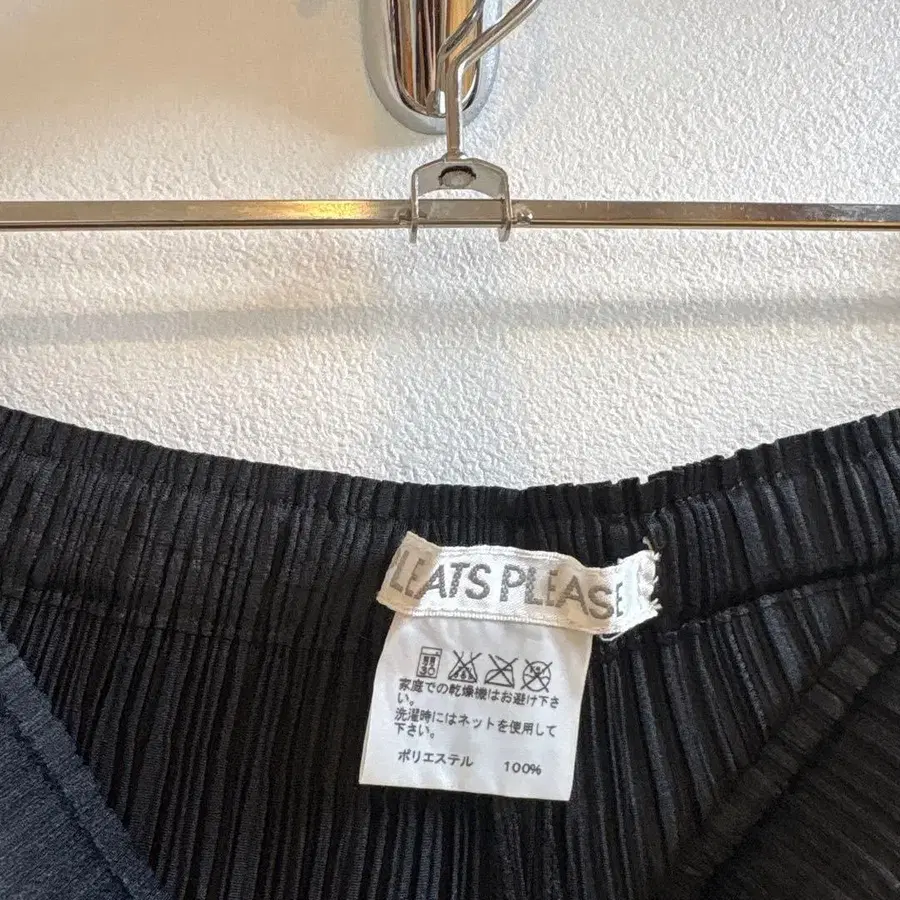 LEATS PLEASE
30
家庭での乾燥機はお避け下さ
い。
洗濯時にはネットを使用して
下さい。
ポリエステル 100%